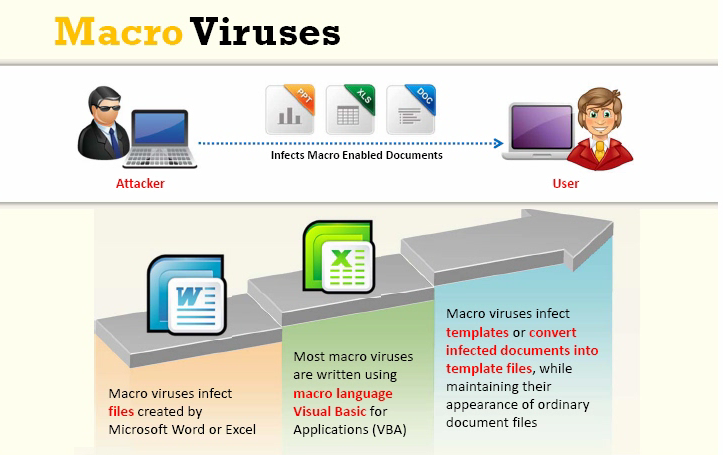 Macro Viruses
PPT
XLS
DOC
Infects Macro Enabled Documents
Attacker
User
W
X
Macro viruses infect
files created by
Microsoft Word or Excel
Most macro viruses
are written using
macro language
Visual Basic for
Applications (VBA)
Macro viruses infect
templates or convert
infected documents into
template files, while
maintaining their
appearance of ordinary
document files